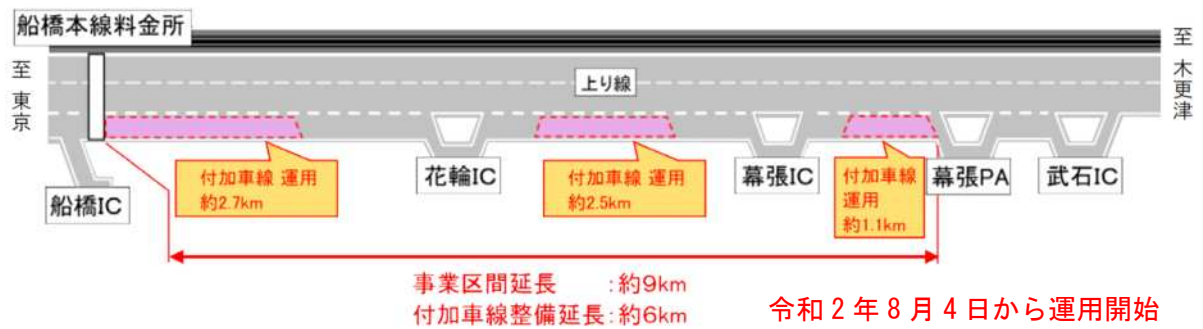 船橋本線料金所
至 東京
上り線
至 木更津
船橋IC
付加車線 運用
約2.7km
花輪IC
付加車線 運用
約2.5km
幕張IC
付加車線
運用
約1.1km
幕張PA
武石IC
事業区間延長 :約9km
付加車線整備延長:約6km
令和2年8月4日から運用開始